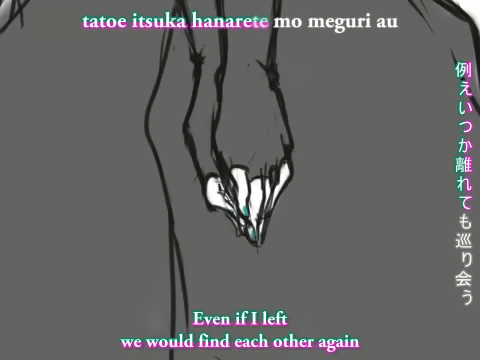 tatoe itsuka hanarete mo meguri au
例えいつか離れても巡り会う
Even if I left
we would find each other again